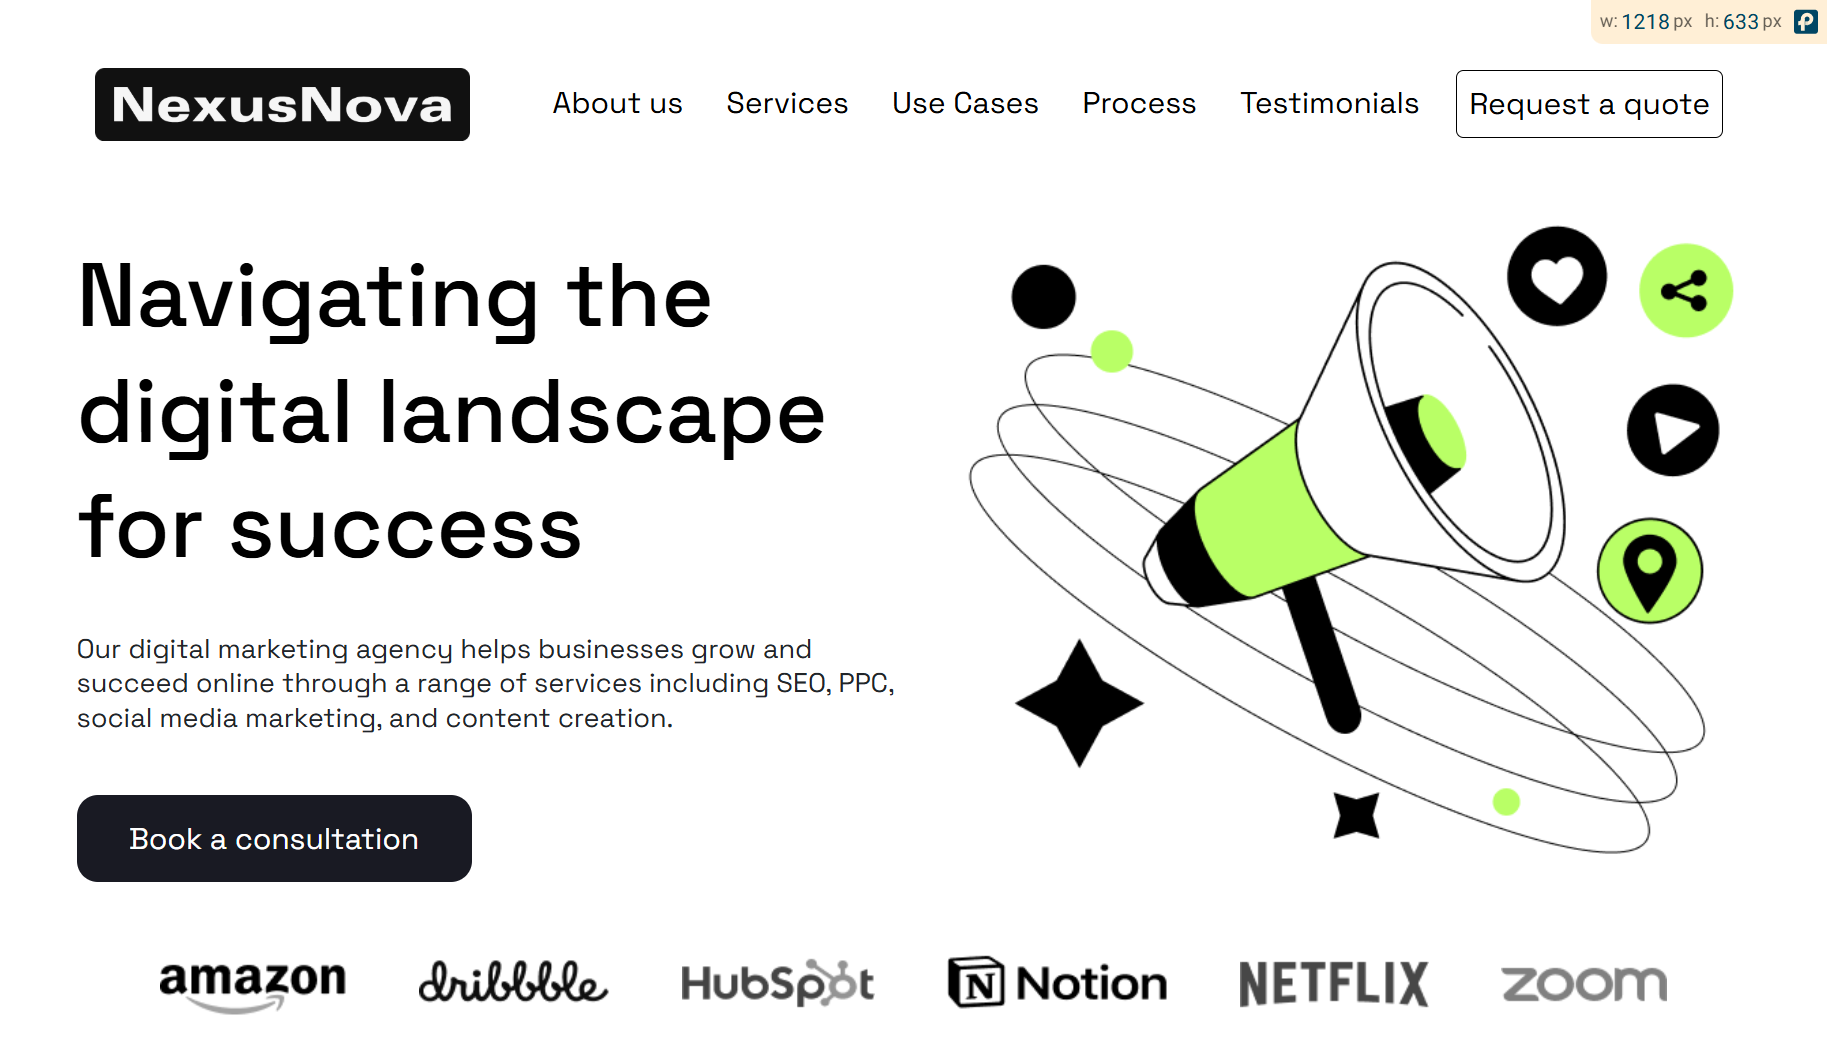 w: 1218 px h: 633 px
NexusNova
About us Services Use Cases Process Testimonials Request a quote
Navigating the
digital landscape
for success
Our digital marketing agency helps businesses grow and
succeed online through a range of services including SEO, PPC,
social media marketing, and content creation.
Book a consultation
amazon dribbble HubSpot Notion NETFLIX zoom